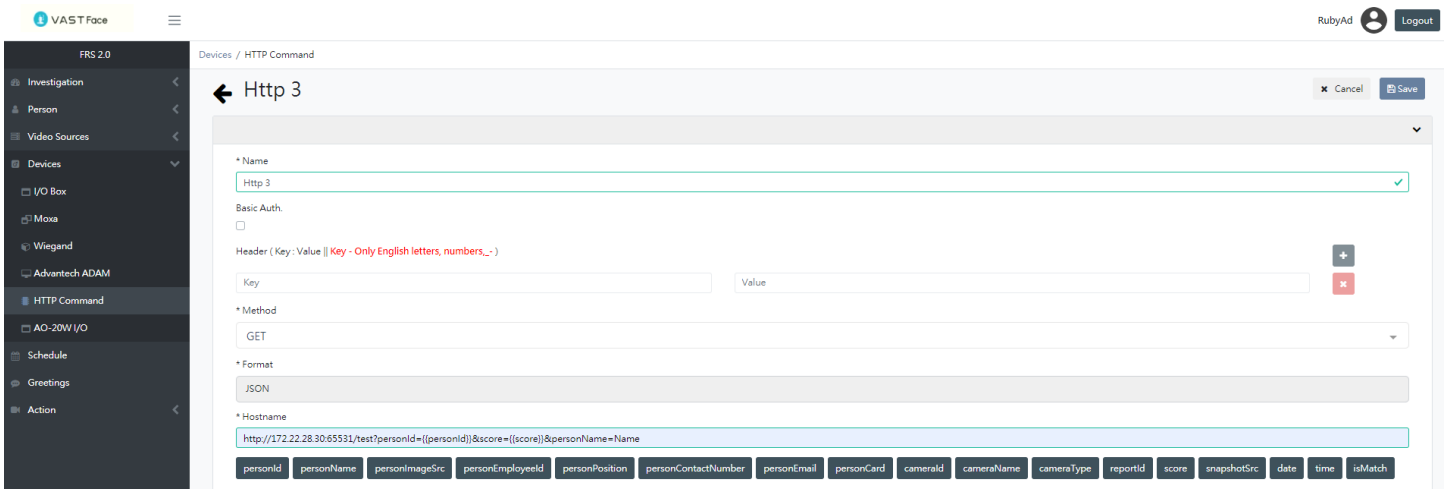 VAST Face
RubyAd
Logout
FRS 2.0
Devices / HTTP Command
Investigation
Person
Video Sources
Devices
I/O Box
Moxa
Wiegand
Advantech ADAM
HTTP Command
AO-20W I/O
Schedule
Greetings
Action
Http 3
Cancel
Save
* Name
Http 3
Basic Auth.
Header ( Key : Value || Key - Only English letters, numbers,_- )
Key
Value
* Method
GET
* Format
JSON
* Hostname
http://172.22.28.30:65531/test?personId={{personId}}&score={{score}}&personName=Name
personId personName personImageSrc personEmployeeId personPosition personContactNumber personEmail personCard cameraId cameraName cameraType reportId score snapshotSrc date time isMatch